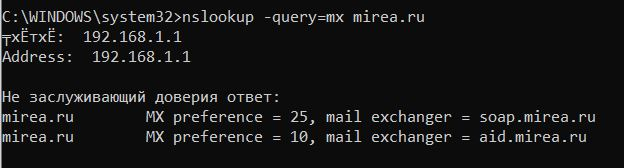 C:\WINDOWS\system32>nslookup -query=mx mirea.ru
╤хЁтхЁ:  192.168.1.1
Address:  192.168.1.1
Не заслуживающий доверия ответ:
mirea.ru        MX preference = 25, mail exchanger = soap.mirea.ru
mirea.ru        MX preference = 10, mail exchanger = aid.mirea.ru